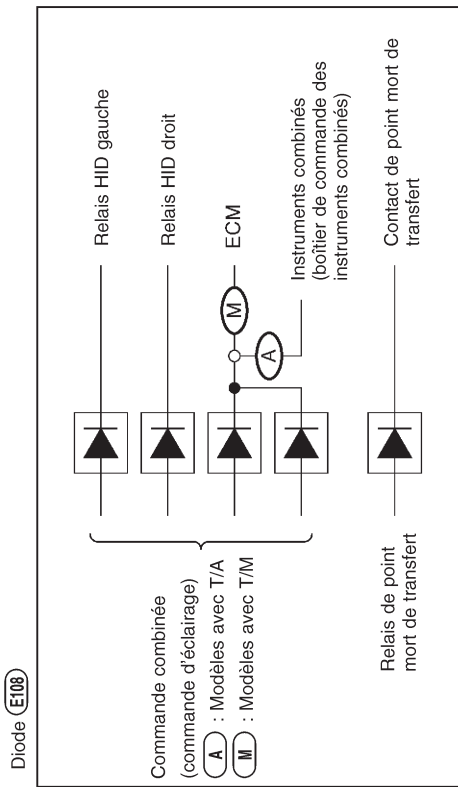 Diode E108
Relais HID gauche
Relais HID droit
Commande combinée
(commande d'éclairage)
A : Modèles avec T/A
M : Modèles avec T/M
M
ECM
A
Instruments combinés
(boîtier de commande des
instruments combinés)
Relais de point
mort de transfert
Contact de point mort de
transfert